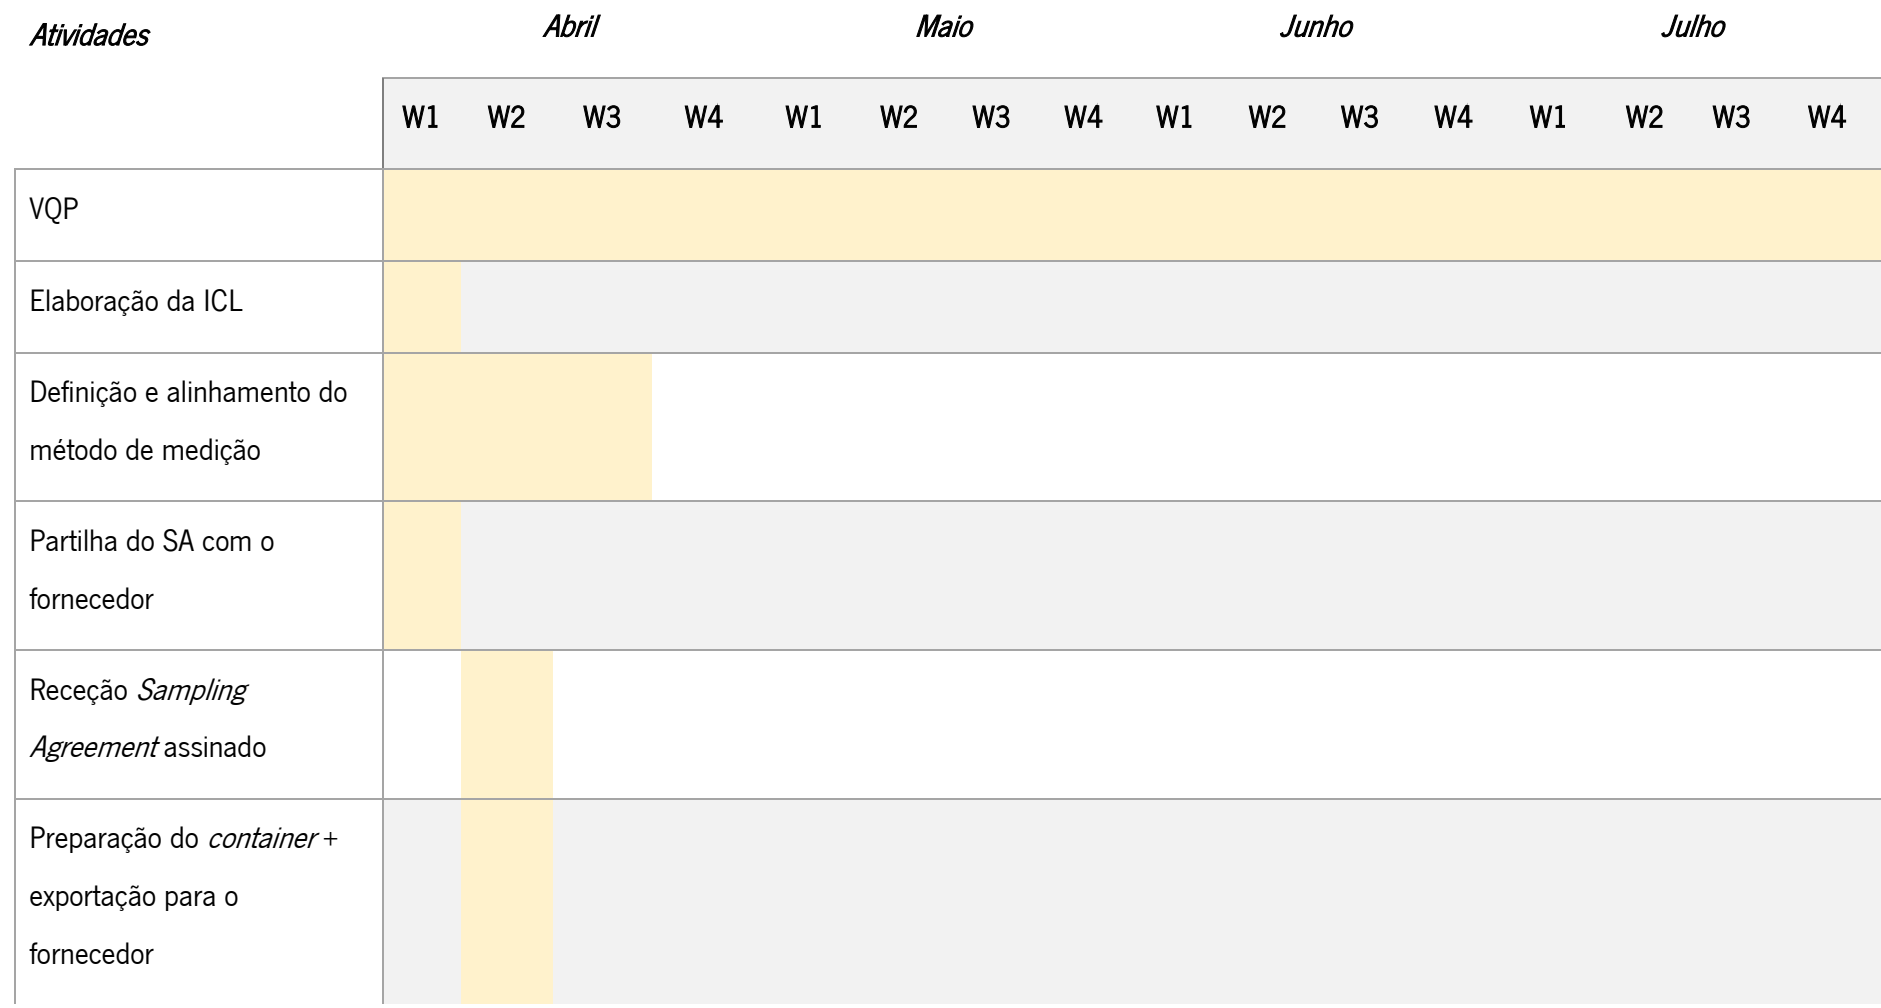 Atividades Abril Maio Junho Julho
W1 W2 W3 W4 W1 W2 W3 W4 W1 W2 W3 W4 W1 W2 W3 W4
VQP
Elaboração da ICL
Definição e alinhamento do
método de medição
Partilha do SA com o
fornecedor
Receção Sampling
Agreement assinado
Preparação do container +
exportação para o
fornecedor